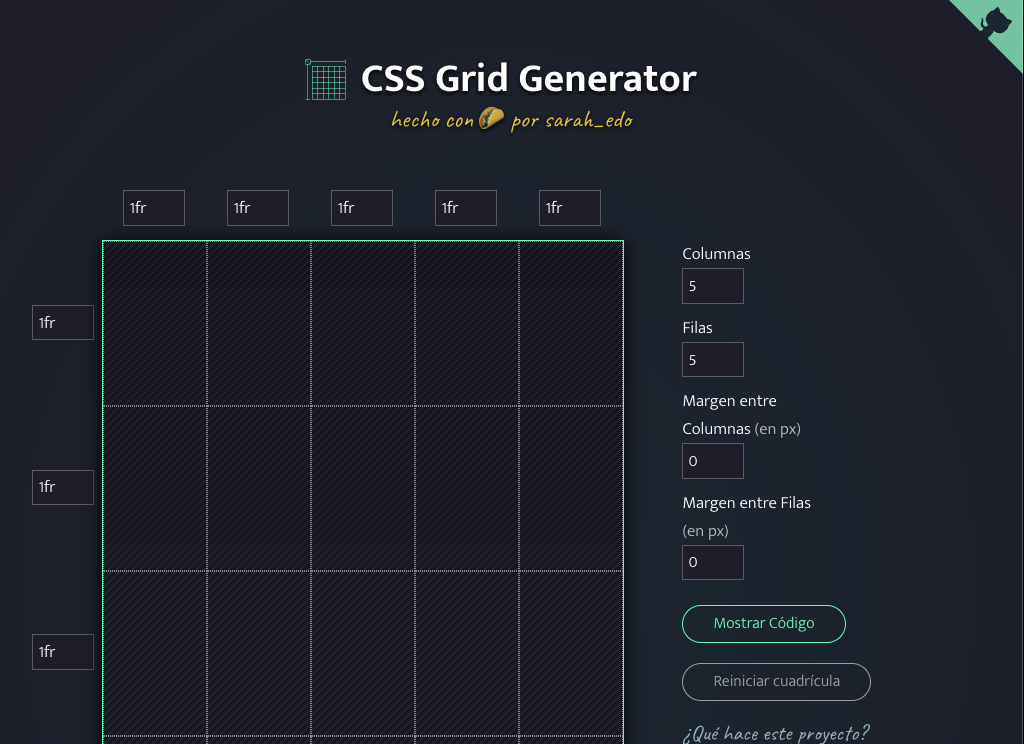 CSS Grid Generator
hecho con por sarah_edo
1fr 1fr 1fr 1fr 1fr
1fr
1fr
1fr
Columnas
5
Filas
5
Margen entre
Columnas (en px)
0
Margen entre Filas
(en px)
0
Mostrar Código
Reiniciar cuadrícula
¿Qué hace este proyecto?